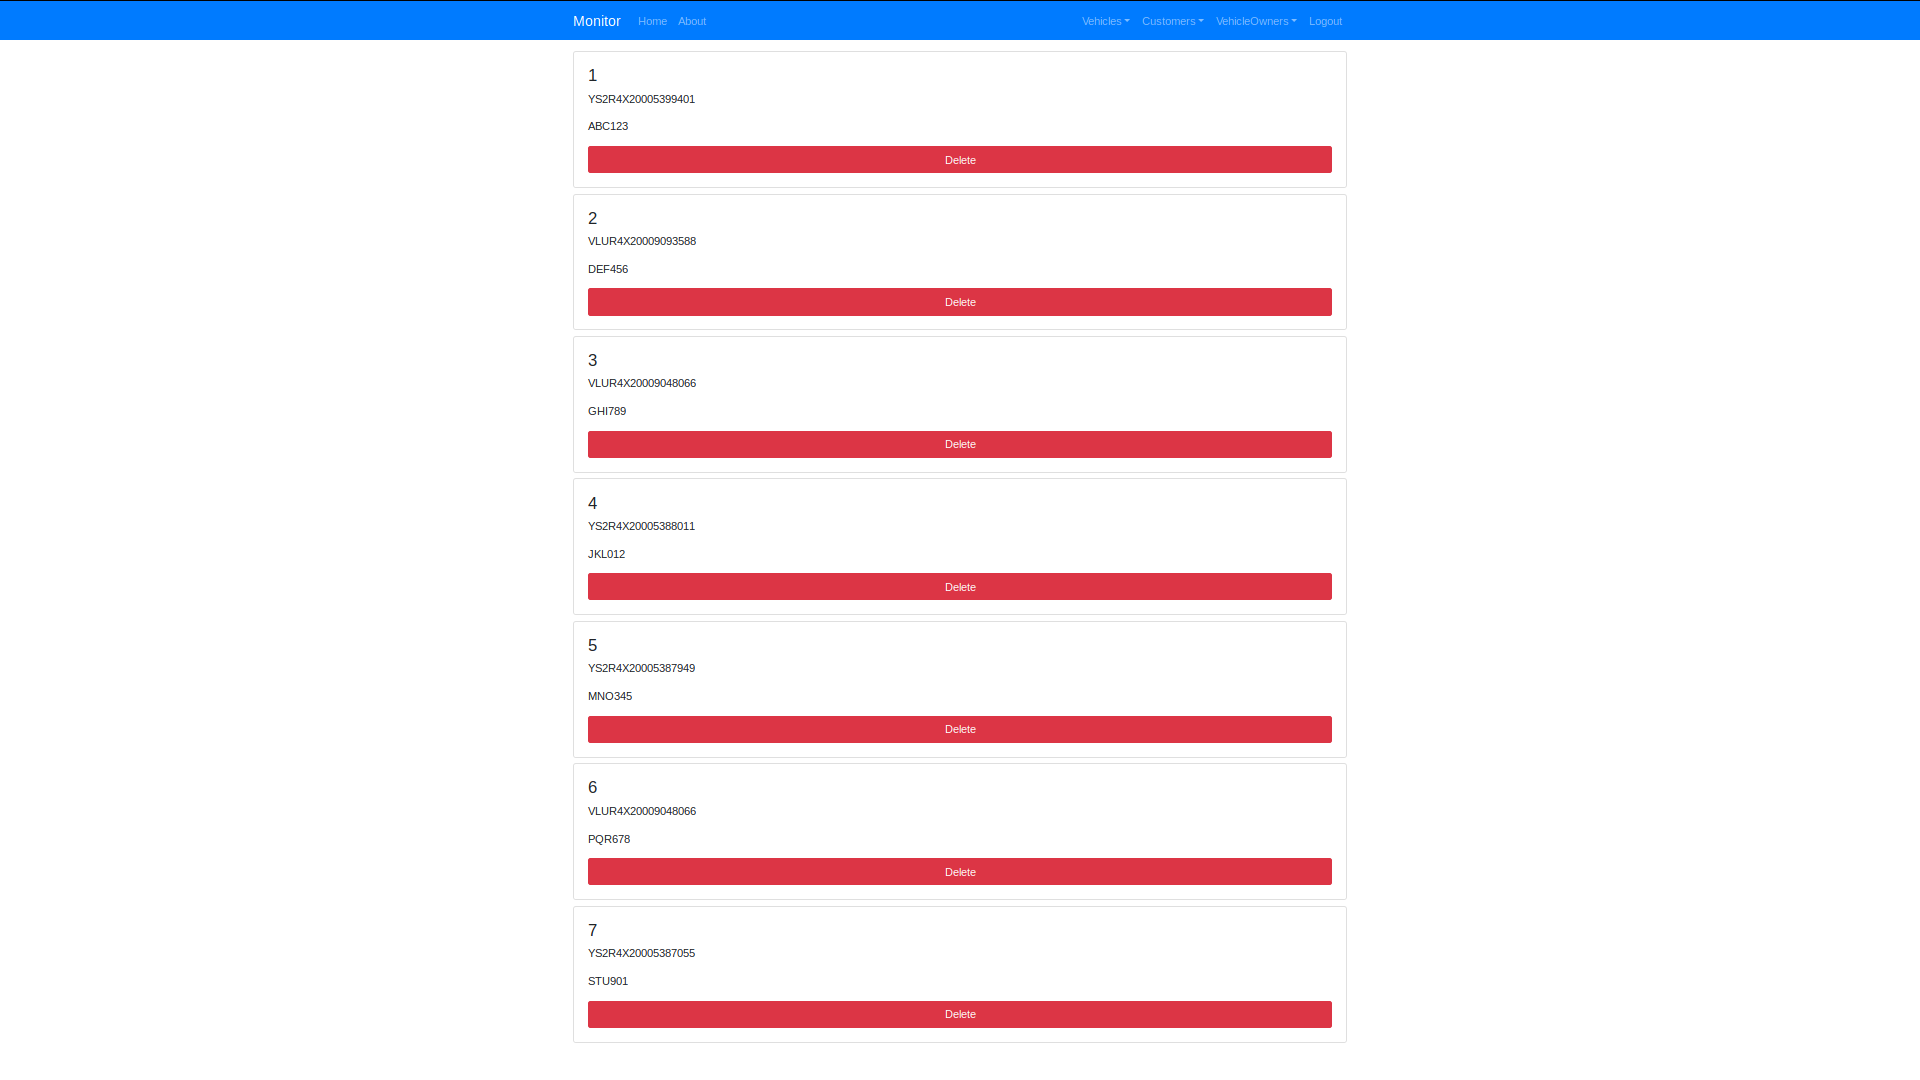 Monitor Home About Vehicles Customers VehicleOwners Logout
1
YS2R4X20005399401
ABC123
Delete
2
VLUR4X20009093588
DEF456
Delete
3
VLUR4X20009048066
GHI789
Delete
4
YS2R4X20005388011
JKL012
Delete
5
YS2R4X20005387949
MNO345
Delete
6
VLUR4X20009048066
PQR678
Delete
7
YS2R4X20005387055
STU901
Delete